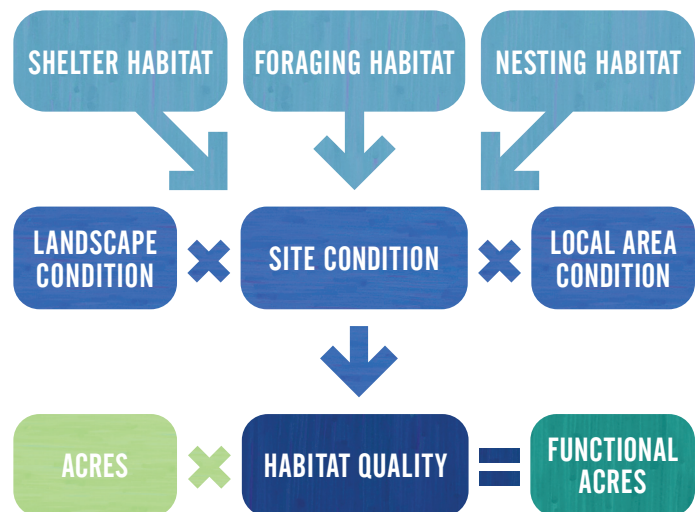 SHELTER HABITAT
FORAGING HABITAT
NESTING HABITAT
LANDSCAPE
CONDITION
SITE CONDITION
LOCAL AREA
CONDITION
ACRES
HABITAT QUALITY
FUNCTIONAL
ACRES